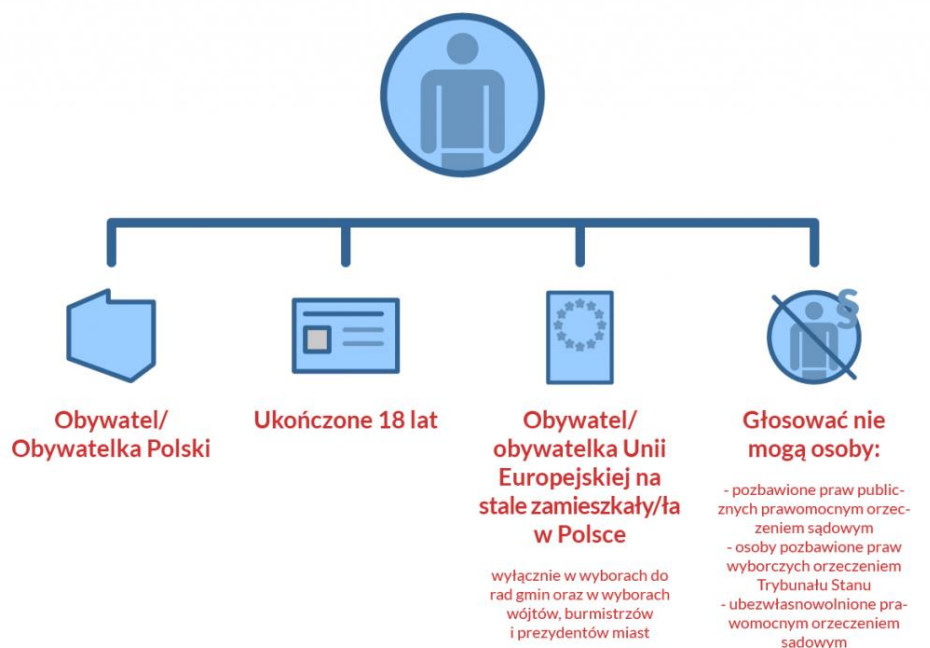 §
Obywatel/
Obywatelka Polski
Ukończone 18 lat
Obywatel/
obywatelka Unii
Europejskiej na
stale zamieszkały/ła
w Polsce
wyłącznie w wyborach do
rad gmin oraz w wyborach
wójtów, burmistrzów
i prezydentów miast
Głosować nie
mogą osoby:
- pozbawione praw public-
znych prawomocnym orzec-
zeniem sądowym
- osoby pozbawione praw
wyborczych orzeczeniem
Trybunału Stanu
- ubezwłasnowolnione pra-
womocnym orzeczeniem
sądowym